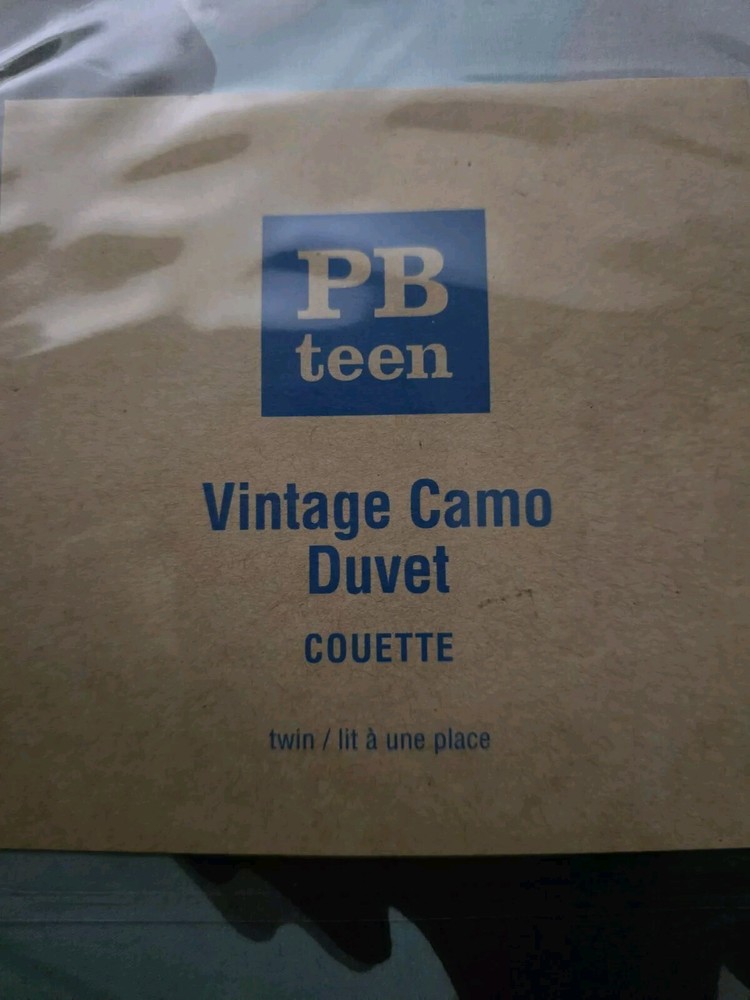 PB
teen
Vintage Camo
Duvet
COUETTE
twin / lit à une place